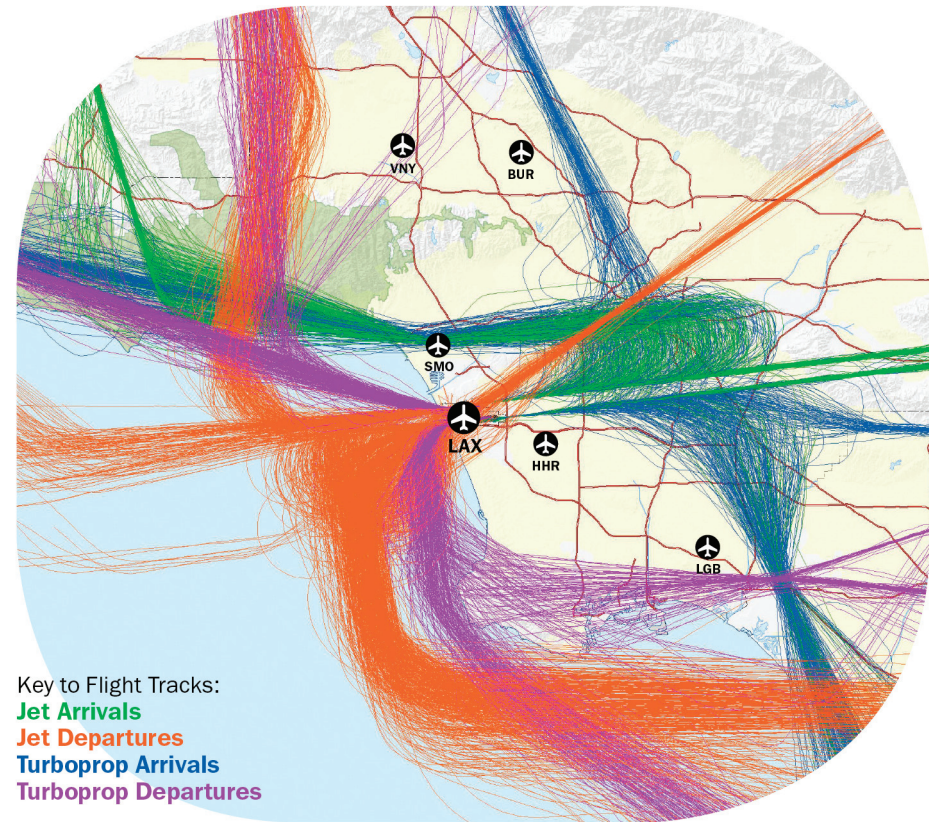 VNY
BUR
SMO
LAX
HHR
LGB
Key to Flight Tracks:
Jet Arrivals
Jet Departures
Turboprop Arrivals
Turboprop Departures